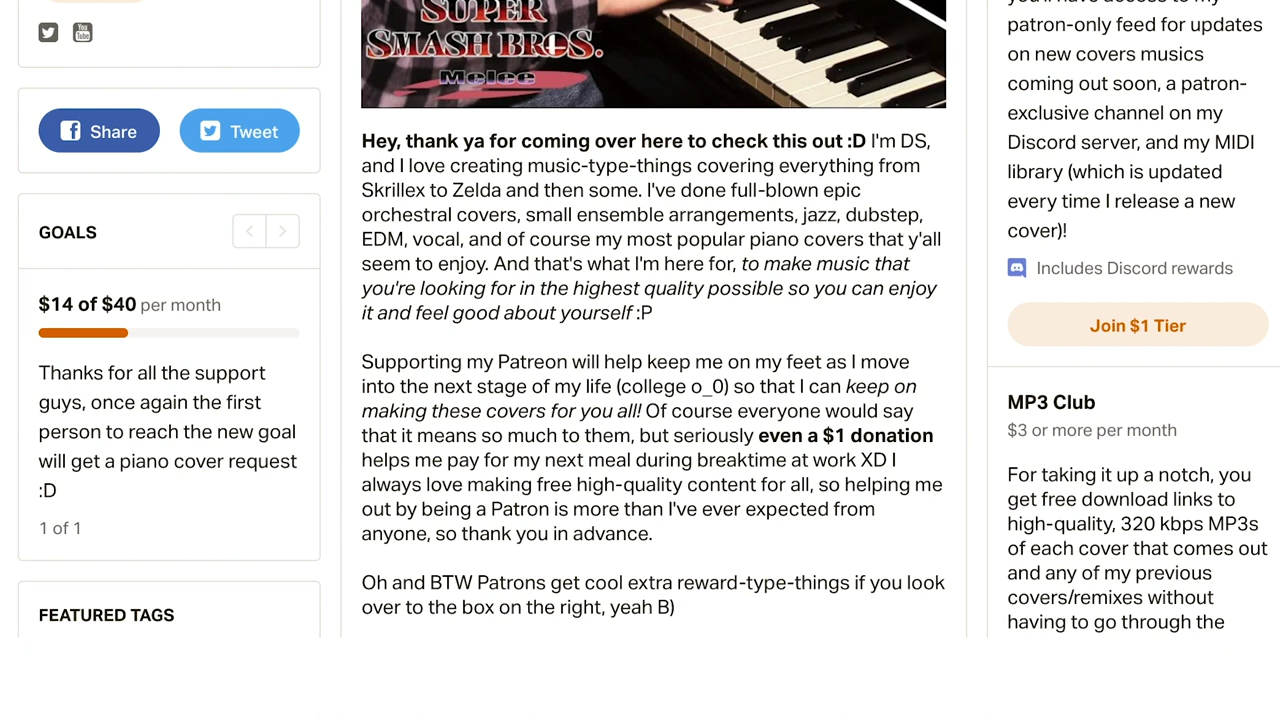 Share
Tweet
GOALS
$14 of $40 per month
Thanks for all the support
guys, once again the first
person to reach the new goal
will get a piano cover request
:D
1 of 1
FEATURED TAGS
SUPER
SMASH BROS.
Melee
Hey, thank ya for coming over here to check this out :D I'm DS,
and I love creating music-type-things covering everything from
Skrillex to Zelda and then some. I've done full-blown epic
orchestral covers, small ensemble arrangements, jazz, dubstep,
EDM, vocal, and of course my most popular piano covers that y'all
seem to enjoy. And that's what I'm here for, to make music that
you're looking for in the highest quality possible so you can enjoy
it and feel good about yourself :P
Supporting my Patreon will help keep me on my feet as I move
into the next stage of my life (college o_0) so that I can keep on
making these covers for you all! Of course everyone would say
that it means so much to them, but seriously even a $1 donation
helps me pay for my next meal during breaktime at work XD I
always love making free high-quality content for all, so helping me
out by being a Patron is more than I've ever expected from
anyone, so thank you in advance.
Oh and BTW Patrons get cool extra reward-type-things if you look
over to the box on the right, yeah B)
you'll have access to my
patron-only feed for updates
on new covers musics
coming out soon, a patron-
exclusive channel on my
Discord server, and my MIDI
library (which is updated
every time I release a new
cover)!
Includes Discord rewards
Join $1 Tier
MP3 Club
$3 or more per month
For taking it up a notch, you
get free download links to
high-quality, 320 kbps MP3s
of each cover that comes out
and any of my previous
covers/remixes without
having to go through the